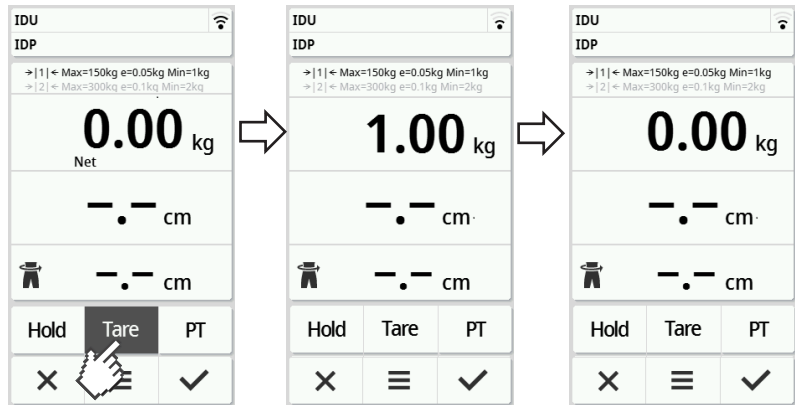 IDU
IDP
→|1|← Max=150kg e=0.05kg Min=1kg
→|2|← Max=300kg e=0.1kg Min=2kg
0.00 kg
Net
-.- cm
-.- cm
Hold Tare PT
IDU
IDP
→|1|← Max=150kg e=0.05kg Min=1kg
→|2|← Max=300kg e=0.1kg Min=2kg
1.00 kg
-.- cm
-.- cm
Hold Tare PT
IDU
IDP
→|1|← Max=150kg e=0.05kg Min=1kg
→|2|← Max=300kg e=0.1kg Min=2kg
0.00 kg
-.- cm
-.- cm
Hold Tare PT